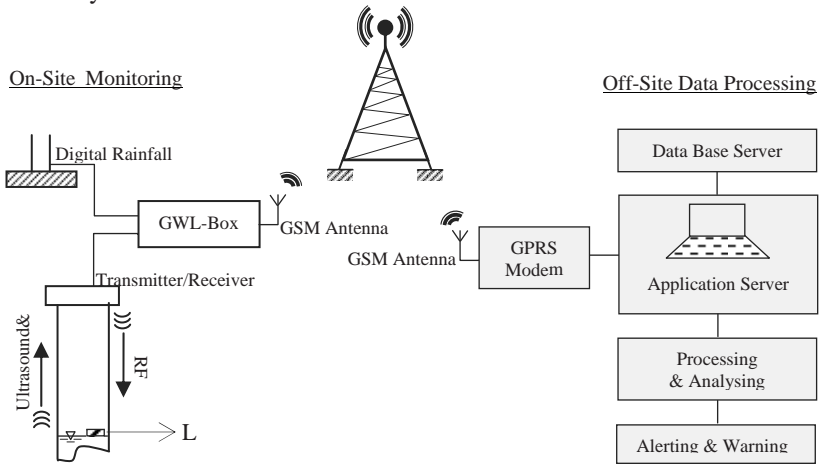 On-Site Monitoring
Off-Site Data Processing
Digital Rainfall
Data Base Server
GWL-Box
GSM Antenna
GSM Antenna
GPRS
Modem
Application Server
Transmitter/Receiver
Ultrasound&
RF
Processing
& Analysing
L
Alerting & Warning